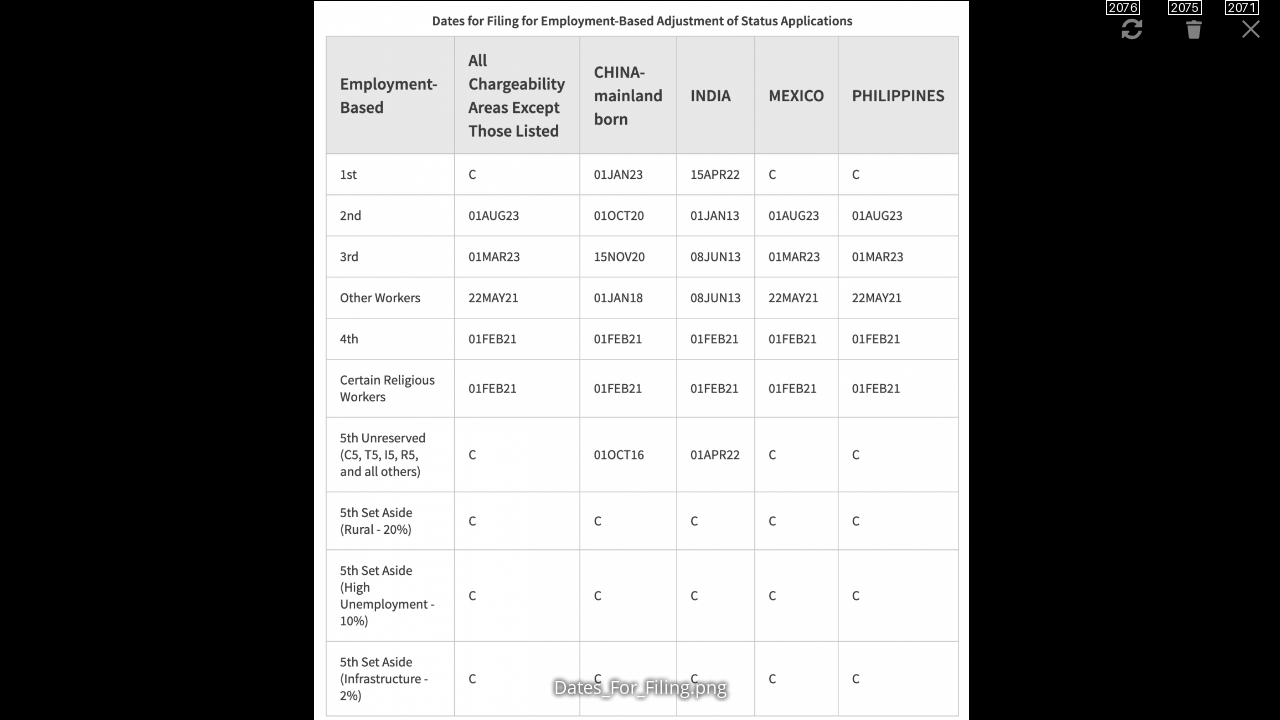 2076 2075 2071
Dates for Filing for Employment-Based Adjustment of Status Applications
Employment-Based All Chargeability Areas Except Those Listed CHINA-mainland born INDIA MEXICO PHILIPPINES
1st C 01JAN23 15APR22 C C
2nd 01AUG23 01OCT20 01JAN13 01AUG23 01AUG23
3rd 01MAR23 15NOV20 08JUN13 01MAR23 01MAR23
Other Workers 22MAY21 01JAN18 08JUN13 22MAY21 22MAY21
4th 01FEB21 01FEB21 01FEB21 01FEB21 01FEB21
Certain Religious Workers 01FEB21 01FEB21 01FEB21 01FEB21 01FEB21
5th Unreserved (C5, T5, I5, R5, and all others) C 01OCT16 01APR22 C C
5th Set Aside (Rural - 20%) C C C C C
5th Set Aside (High Unemployment - 10%) C C C C C
5th Set Aside (Infrastructure - 2%) C C C C C
Dates_For_Filing.png